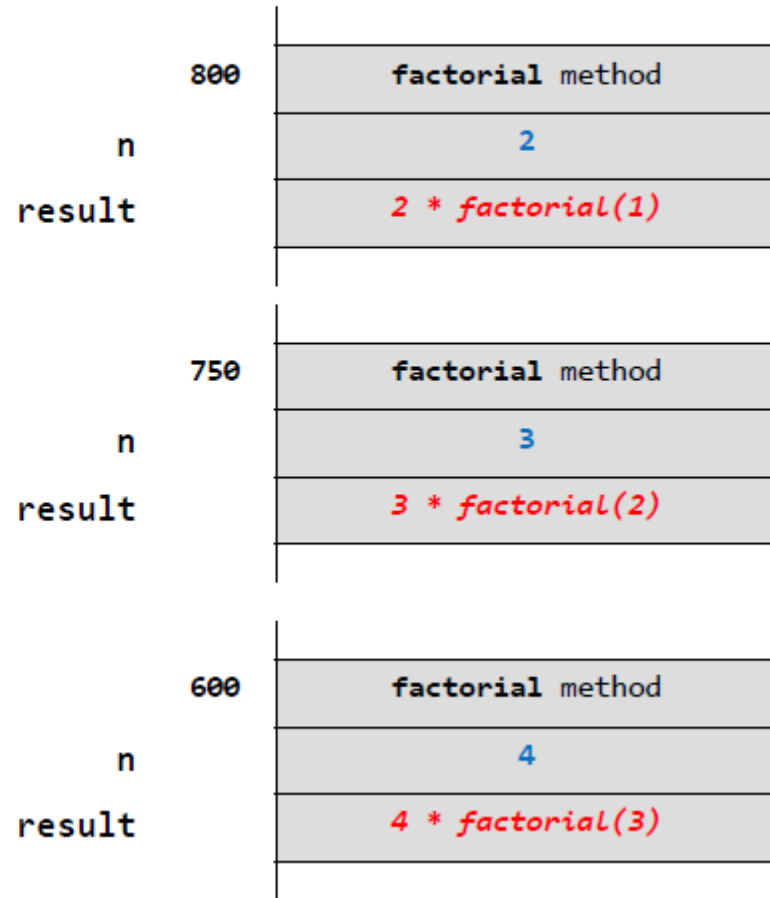 800 factorial method
n 2
result 2 * factorial(1)
750 factorial method
n 3
result 3 * factorial(2)
600 factorial method
n 4
result 4 * factorial(3)